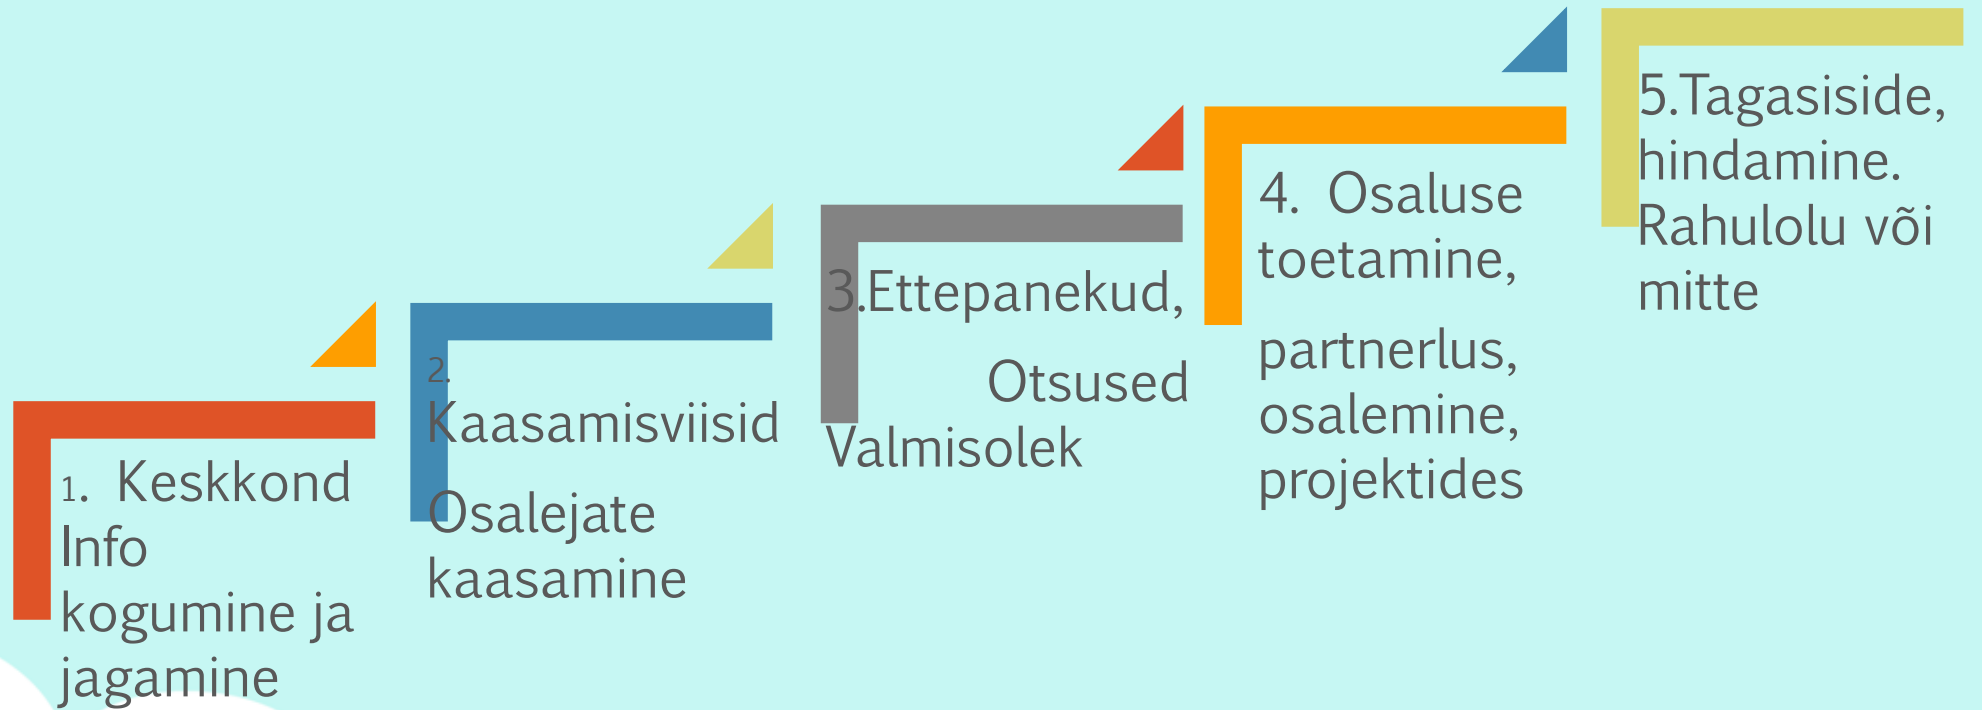 1. Keskkond
Info
kogumine ja
jagamine
2.
Kaasamisviisid
Osalejate
kaasamine
3.Ettepanekud,
Otsused
Valmisolek
4. Osaluse
toetamine,
partnerlus,
osalemine,
projektides
5.Tagasiside,
hindamine.
Rahulolu või
mitte